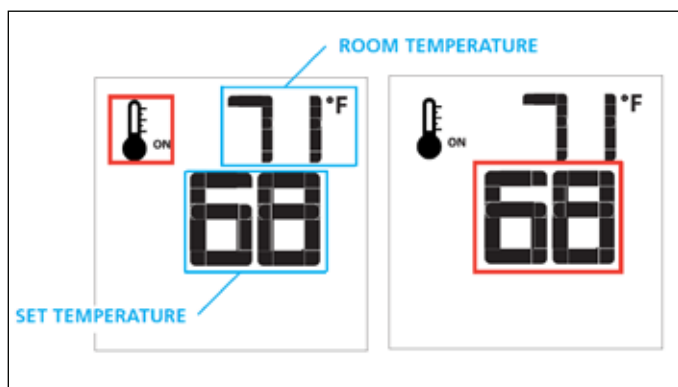 ROOM TEMPERATURE
71°F
ON
68
SET TEMPERATURE
71°F
ON
68